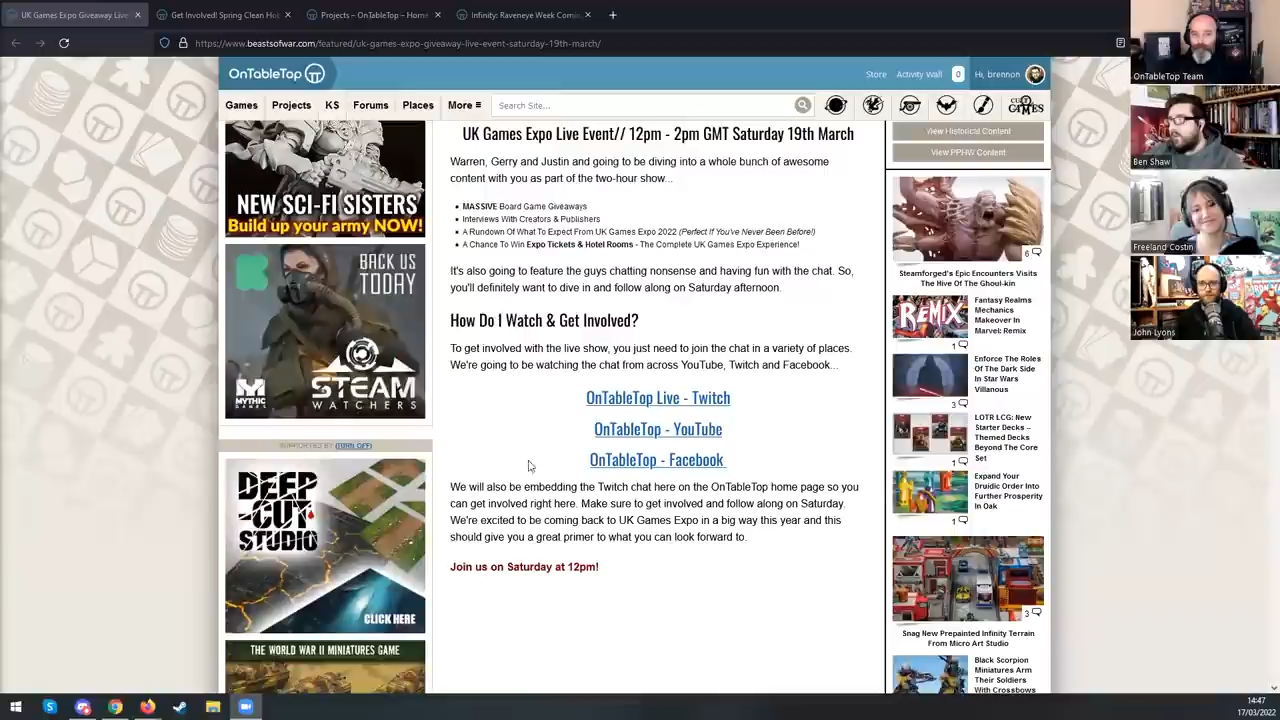 UK Games Expo Giveaway Live
Get Involved! Spring Clean Hob
Projects – OnTableTop – Home
Infinity: Raveneye Week Comin
https://www.beastsofwar.com/featured/uk-games-expo-giveaway-live-event-saturday-19th-march/
OnTableTop
Store
Activity Wall
0
Hi, brennon
Games
Projects
KS
Forums
Places
More
Search Site...
CULT OF GAMES
NEW SCI-FI SISTERS
Build up your army NOW!
BACK US
TODAY
MYTHIC
GAMES
STEAM
WATCHERS
SUPPORTED BY (TURN OFF)
DEEP
-CUT
STUDIO
CLICK HERE
THE WORLD WAR II MINIATURES GAME
UK Games Expo Live Event// 12pm - 2pm GMT Saturday 19th March
Warren, Gerry and Justin and going to be diving into a whole bunch of awesome
content with you as part of the two-hour show...
MASSIVE Board Game Giveaways
Interviews With Creators & Publishers
A Rundown Of What To Expect From UK Games Expo 2022 (Perfect If You've Never Been Before!)
A Chance To Win Expo Tickets & Hotel Rooms - The Complete UK Games Expo Experience!
It's also going to feature the guys chatting nonsense and having fun with the chat. So,
you'll definitely want to dive in and follow along on Saturday afternoon.
How Do I Watch & Get Involved?
To get involved with the live show, you just need to join the chat in a variety of places.
We're going to be watching the chat from across YouTube, Twitch and Facebook...
OnTableTop Live - Twitch
OnTableTop - YouTube
OnTableTop - Facebook
We will also be embedding the Twitch chat here on the OnTableTop home page so you
can get involved right here. Make sure to get involved and follow along on Saturday.
We're excited to be coming back to UK Games Expo in a big way this year and this
should give you a great primer to what you can look forward to.
Join us on Saturday at 12pm!
View Historical Content
View PPHW Content
6
Steamforged's Epic Encounters Visits
The Hive Of The Ghoul-kin
REMIX
Fantasy Realms
Mechanics
Makeover In
Marvel: Remix
1
Enforce The Roles
Of The Dark Side
In Star Wars
Villanous
3
LOTR LCG: New
Starter Decks –
Themed Decks
Beyond The Core
Set
1
Expand Your
Druidic Order Into
Further Prosperity
In Oak
1
3
Snag New Prepainted Infinity Terrain
From Micro Art Studio
Black Scorpion
Miniatures Arm
Their Soldiers
With Crossbows
OnTableTop Team
Ben Shaw
Freeland Costin
John Lyons
14:47
17/03/2022